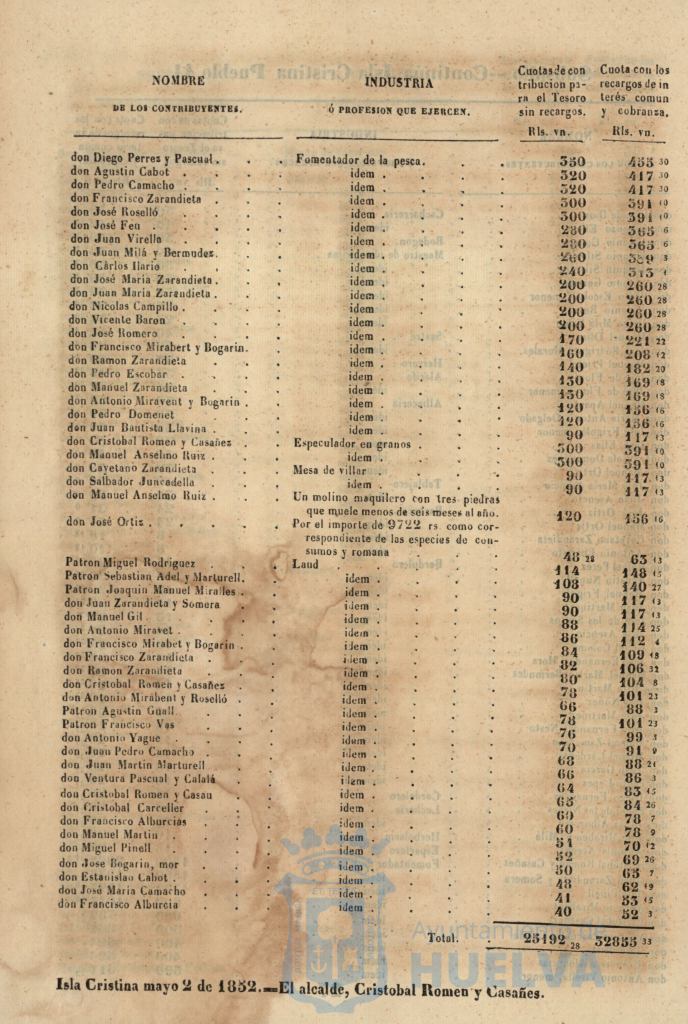 NOMBRE
DE LOS CONTRIBUYENTES.
INDUSTRIA
Ó PROFESION QUE EJERCEN.
Cuotas de con
tribucion pa-
ra el Tesoro
sin recargos.
Rls. vn.
Cuota con los
recargos de in
terés comun
y cobranza.
Rls. vn.
don Diego Perrez y Pascual . . . Fomentador de la pesca. . . 350 455 30
don Agustin Cabot . . . idem . . . 320 417 30
don Pedro Camacho . . . idem . . . 320 417 30
don Francisco Zarandieta . . . idem . . . 300 391 10
don José Roselló . . . idem . . . 300 391 10
don José Feu . . . idem . . . 280 365 6
don Juan Virella . . . idem . . . 280 365 6
don Juan Milá y Bermudez. . . idem . . . 260 339 3
don Cárlos Ilario . . . idem . . . 240 313 1
don José Maria Zarandieta . . . idem . . . 200 260 28
don Juan Maria Zarandieta . . . idem . . . 200 260 28
don Nicolas Campillo . . . idem . . . 200 260 28
don Vicente Baron . . . idem . . . 200 260 28
don José Romero . . . idem . . . 170 221 22
don Francisco Mirabert y Bogarin. . idem . . . 160 208 12
don Ramon Zarandieta . . . idem . . . 140 182 20
don Pedro Escobar . . . idem . . . 130 169 18
don Manuel Zarandieta . . . idem . . . 130 169 18
don Antonio Miravent y Bogarin . . idem . . . 120 156 16
don Pedro Domenet . . . idem . . . 120 156 16
don Juan Bautista Llavina . . . idem . . . 90 117 13
don Cristobal Romen y Casañez . . Especulador en granos . . . 300 391 10
don Manuel Anselmo Ruiz . . . idem . . . 300 391 10
don Cayetano Zarandieta . . . Mesa de villar . . . 90 117 13
don Salbador Juncadella . . . idem . . . 90 117 13
don Manuel Anselmo Ruiz . . . Un molino maquilero con tres piedras
que muele menos de seis meses al año. 120 156 16
don José Ortiz . . . . . Por el importe de 9722 rs como cor-
respondiente de las especies de con-
sumos y romana . . . 48 28 63 13
Patron Miguel Rodriguez . . . Laud . . . 114 148 15
Patron Sebastian Adel y Marturell. . idem . . . 108 140 27
Patron Joaquin Manuel Miralles . . idem . . . 90 117 13
don Juan Zarandieta y Somera . . idem . . . 90 117 13
don Manuel Gil . . . idem . . . 88 114 25
don Antonio Miravet . . . idem . . . 86 112 4
don Francisco Mirabet y Bogarin . . idem . . . 84 109 18
don Francisco Zarandieta . . . idem . . . 82 106 32
don Ramon Zarandieta . . . idem . . . 80 104 8
don Cristobal Romen y Casañez . . idem . . . 78 101 23
don Antonio Mirabent y Roselló . . idem . . . 66 88 3
Patron Agustin Guall . . . idem . . . 78 101 23
Patron Francisco Vas . . . idem . . . 76 99 3
don Antonio Yague . . . idem . . . 70 91 9
don Juan Pedro Camacho . . . idem . . . 68 88 21
don Juan Martin Marturell . . . idem . . . 66 86 3
don Ventura Pascual y Calalá . . idem . . . 64 83 15
don Cristobal Romen y Casau . . idem . . . 65 84 26
don Cristobal Carceller . . . idem . . . 60 78 7
don Francisco Alburcias . . . idem . . . 60 78 9
don Manuel Martin . . . idem . . . 54 70 12
don Miguel Pinell . . . idem . . . 52 69 26
don Jose Bogarin, mor . . . idem . . . 50 65 7
don Estanislao Cabot . . . idem . . . 48 62 19
don José Maria Camacho . . . idem . . . 41 53 15
don Francisco Alburcia . . . idem . . . 40 52 3
Total. . 25192 28 32855 33
Isla Cristina mayo 2 de 1852.=El alcalde, Cristobal Romen y Casañes.
Ayuntamiento de
HUELVA